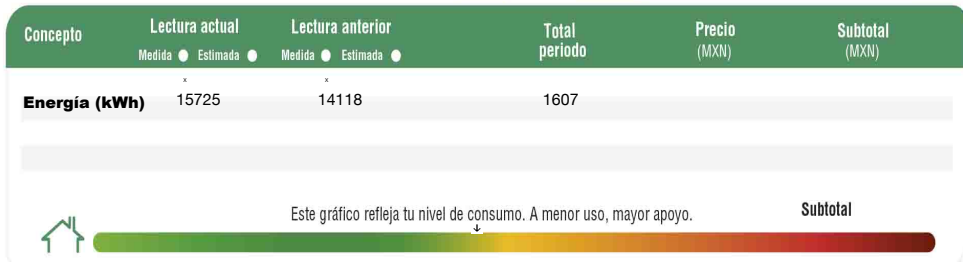 Concepto Lectura actual Lectura anterior Total periodo Precio (MXN) Subtotal (MXN)
Medida Estimada Medida Estimada
x x
Energía (kWh) 15725 14118 1607
Este gráfico refleja tu nivel de consumo. A menor uso, mayor apoyo. Subtotal